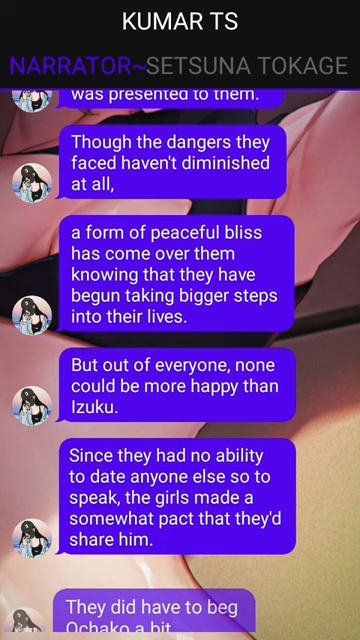 KUMAR TS
NARRATOR~SETSUNA TOKAGE
was presented to them.
Though the dangers they
faced haven't diminished
at all,
a form of peaceful bliss
has come over them
knowing that they have
begun taking bigger steps
into their lives.
But out of everyone, none
could be more happy than
Izuku.
Since they had no ability
to date anyone else so to
speak, the girls made a
somewhat pact that they'd
share him.
They did have to beg
Ochako a bit